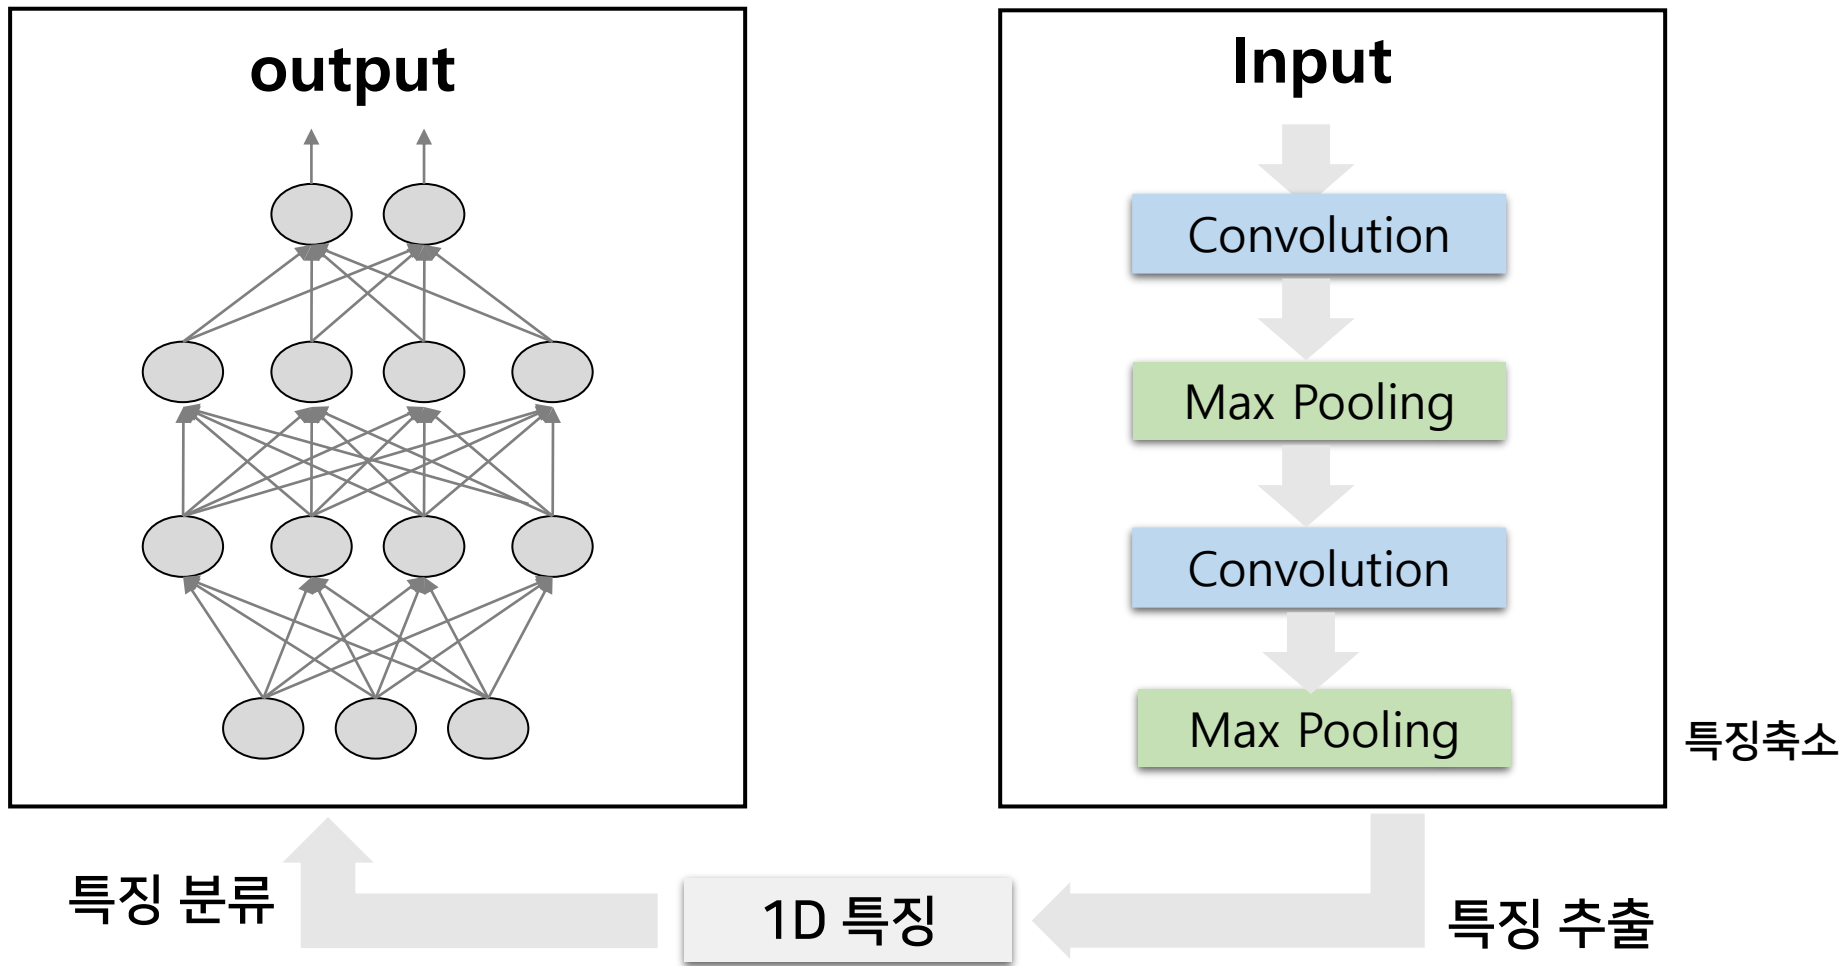 output
Input
Convolution
Max Pooling
Convolution
Max Pooling
특징축소
특징 분류
1D 특징
특징 추출